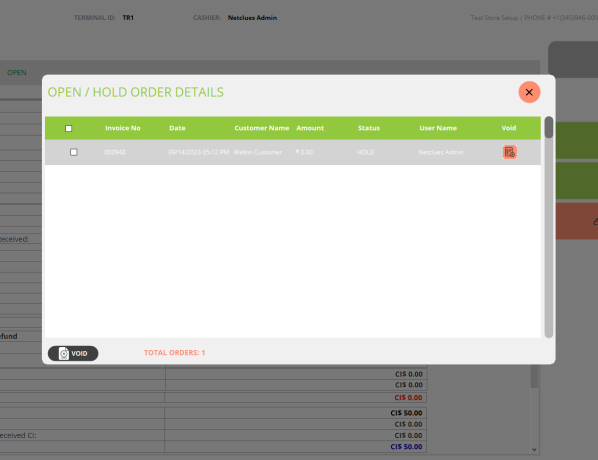 TERMINAL ID: TR1 CASHIER: Netclues Admin Test Store Setup | PHONE # +1(345)946-000
OPEN
OPEN / HOLD ORDER DETAILS
Invoice No Date Customer Name Amount Status User Name Void
000946 09/14/2023 05:12 PM Walkin Customer ₹ 0.00 HOLD Netclues Admin
eceived:
efund
VOID TOTAL ORDERS: 1
CI$ 0.00
CI$ 0.00
CI$ 0.00
CI$ 50.00
CI$ 0.00
eceived CI: CI$ 0.00
CI$ 50.00